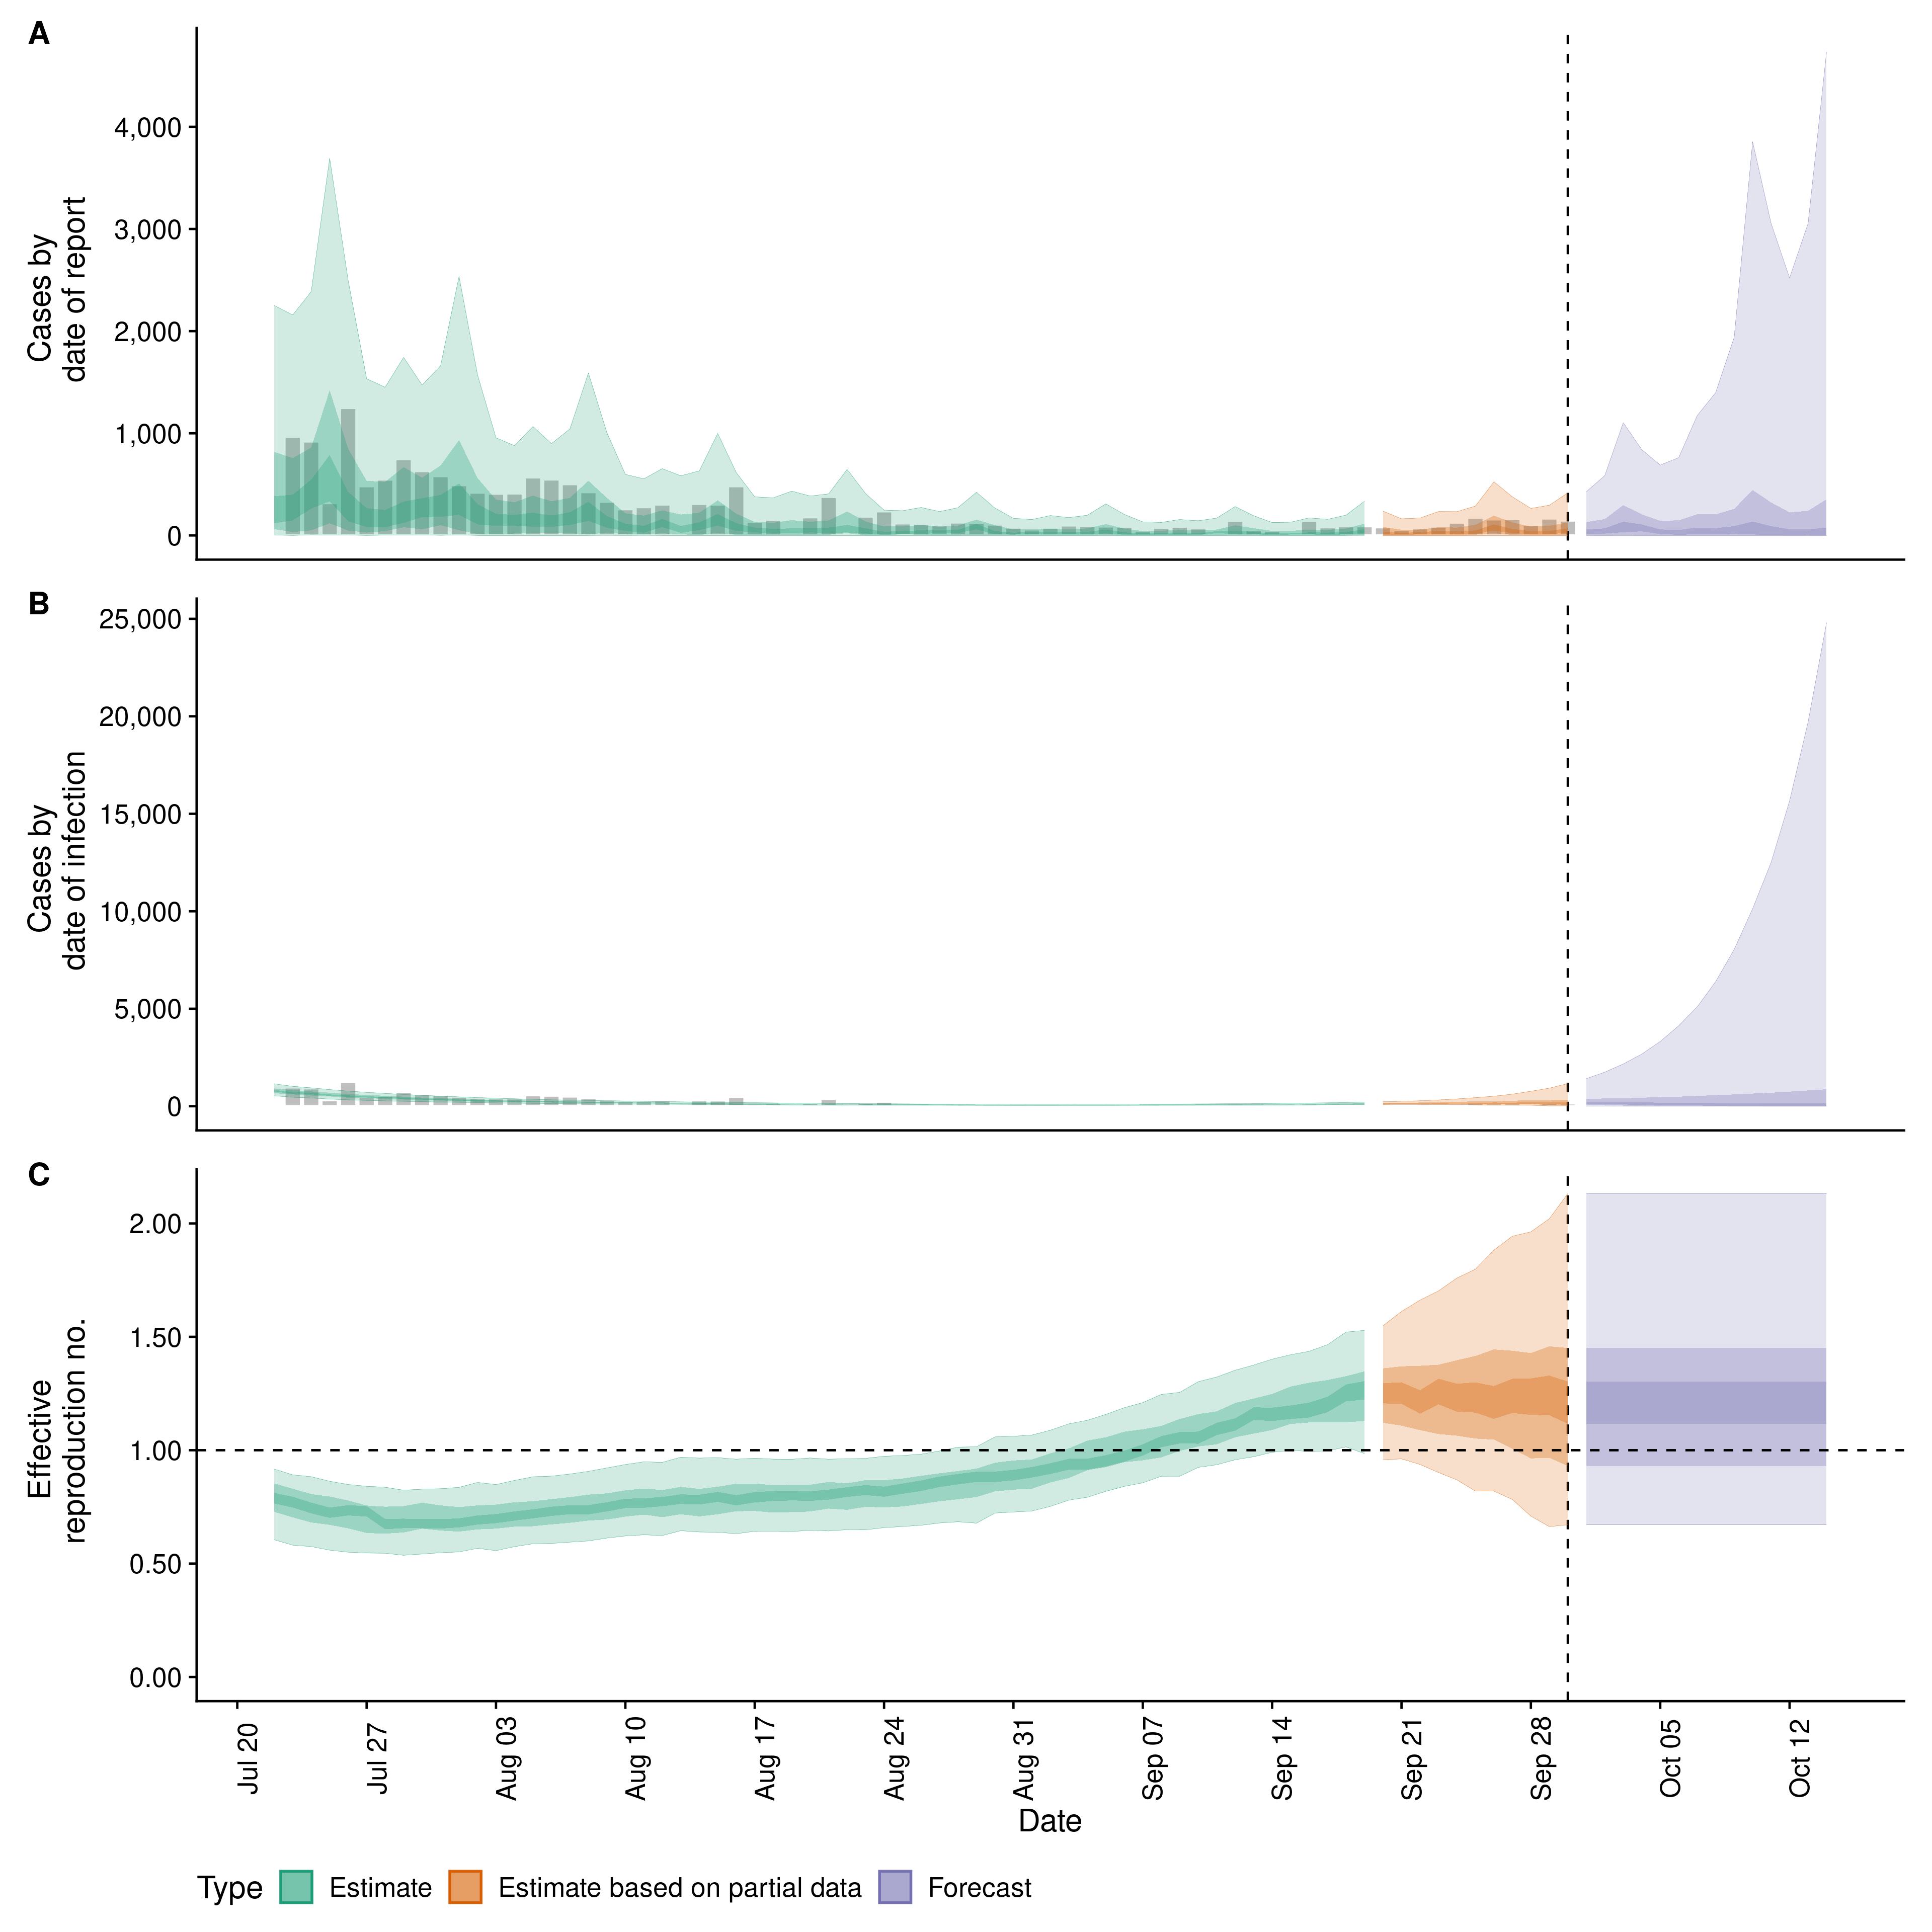 A
Cases by
date of report
4,000
3,000
2,000
1,000
0
B
Cases by
date of infection
25,000
20,000
15,000
10,000
5,000
0
C
Effective
reproduction no.
2.00
1.50
1.00
0.50
0.00
Jul 20
Jul 27
Aug 03
Aug 10
Aug 17
Aug 24
Aug 31
Sep 07
Sep 14
Sep 21
Sep 28
Oct 05
Oct 12
Date
Type Estimate Estimate based on partial data Forecast